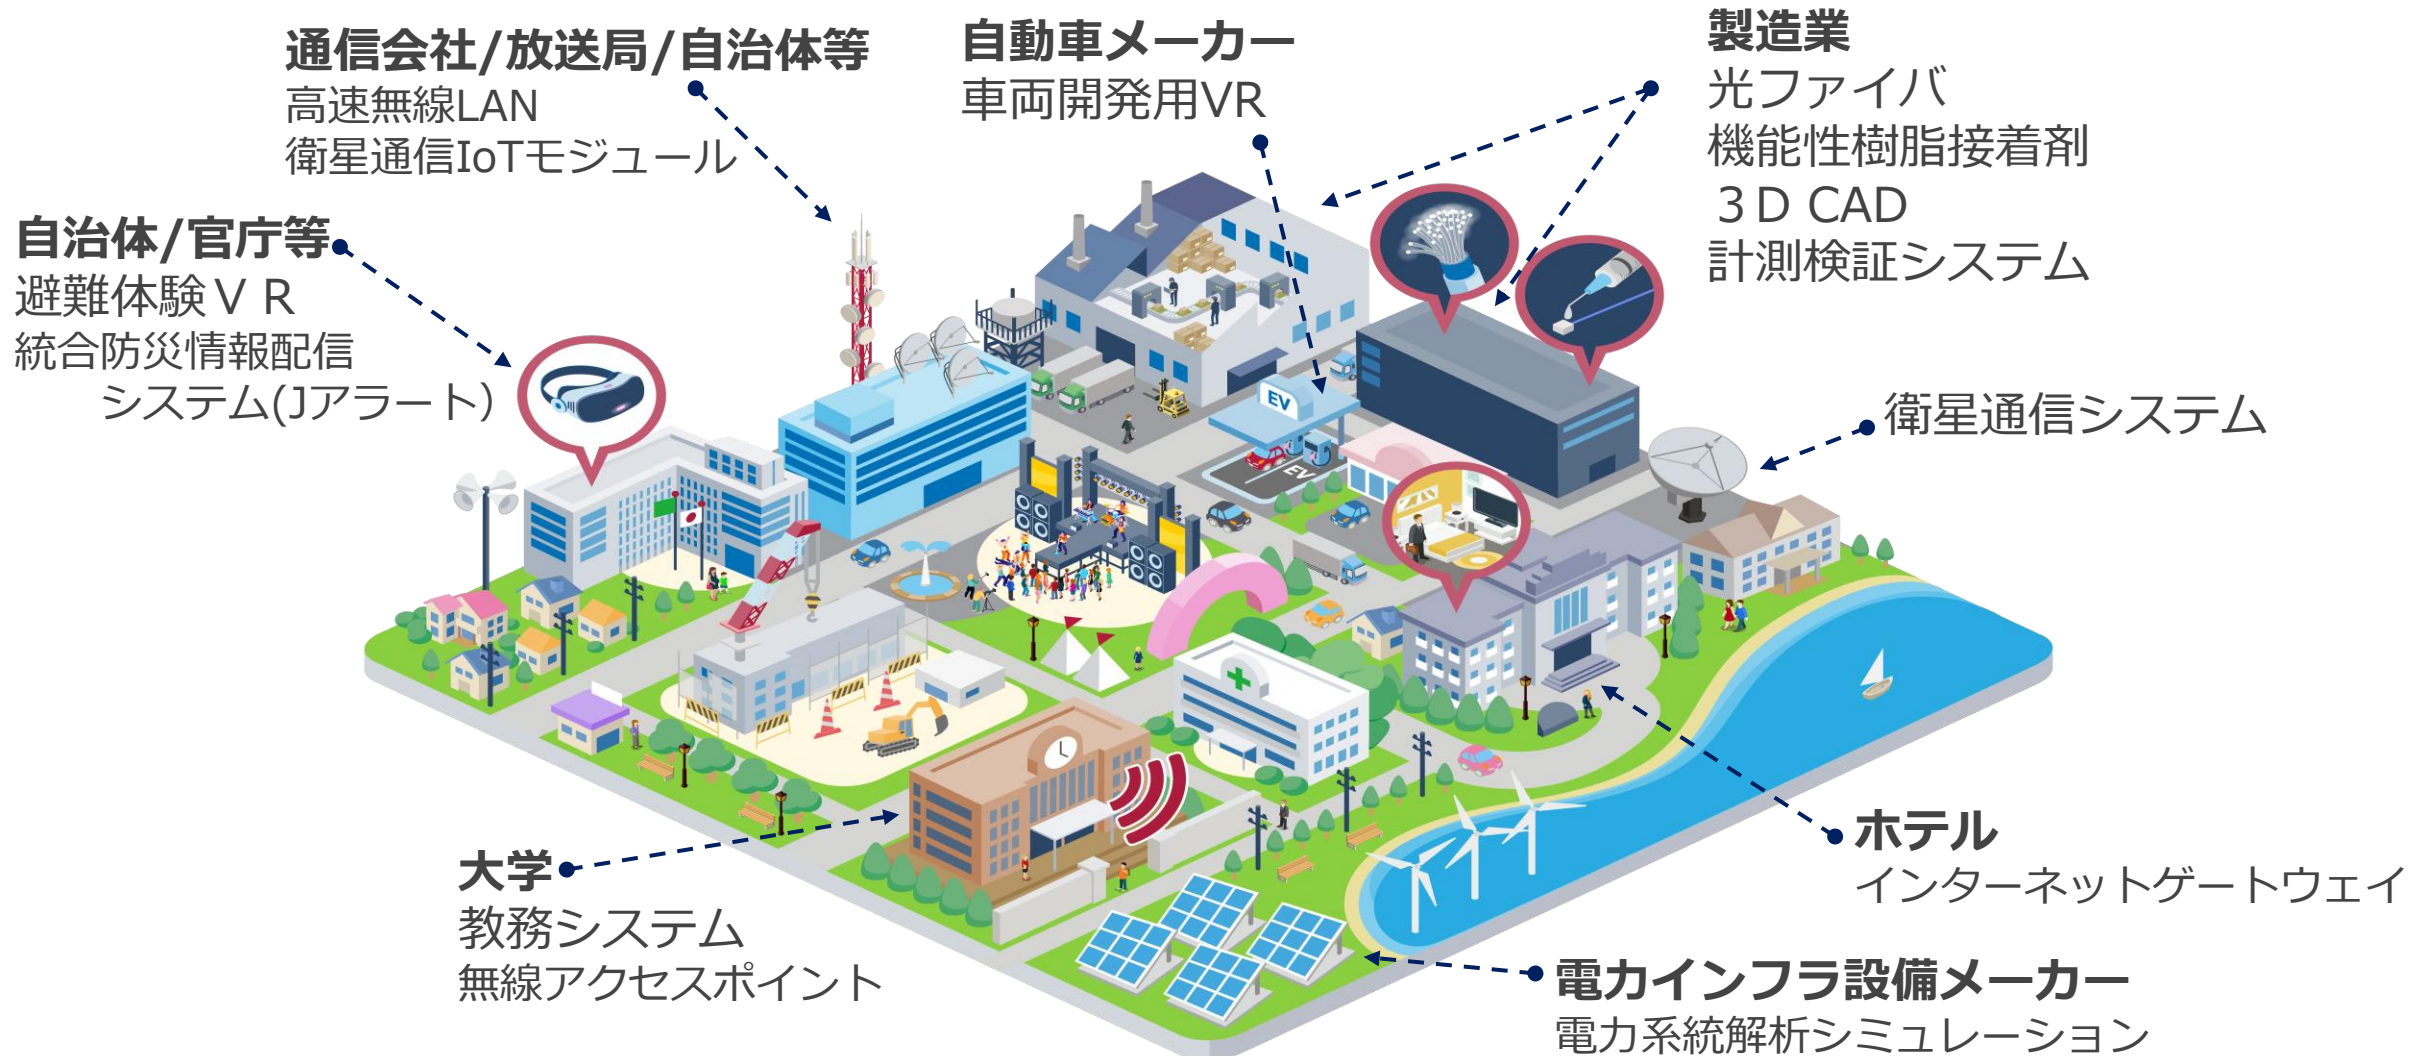 通信会社/放送局/自治体等
高速無線LAN
衛星通信IoTモジュール
自動車メーカー
車両開発用VR
製造業
光ファイバ
機能性樹脂接着剤
３D CAD
計測検証システム
自治体/官庁等
避難体験ＶＲ
統合防災情報配信
システム(Jアラート）
衛星通信システム
EV
EV
大学
教務システム
無線アクセスポイント
ホテル
インターネットゲートウェイ
電力インフラ設備メーカー
電力系統解析シミュレーション